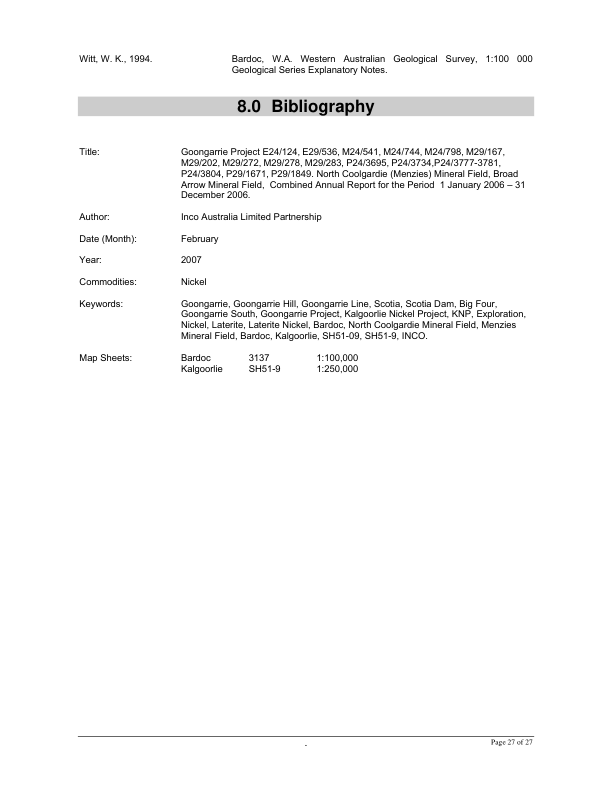 Witt, W. K., 1994. Bardoc, W.A. Western Australian Geological Survey, 1:100 000
Geological Series Explanatory Notes.
8.0 Bibliography
Title: Goongarrie Project E24/124, E29/536, M24/541, M24/744, M24/798, M29/167,
M29/202, M29/272, M29/278, M29/283, P24/3695, P24/3734,P24/3777-3781,
P24/3804, P29/1671, P29/1849. North Coolgardie (Menzies) Mineral Field, Broad
Arrow Mineral Field, Combined Annual Report for the Period 1 January 2006 – 31
December 2006.
Author: Inco Australia Limited Partnership
Date (Month): February
Year: 2007
Commodities: Nickel
Keywords: Goongarrie, Goongarrie Hill, Goongarrie Line, Scotia, Scotia Dam, Big Four,
Goongarrie South, Goongarrie Project, Kalgoorlie Nickel Project, KNP, Exploration,
Nickel, Laterite, Laterite Nickel, Bardoc, North Coolgardie Mineral Field, Menzies
Mineral Field, Bardoc, Kalgoorlie, SH51-09, SH51-9, INCO.
Map Sheets: Bardoc 3137 1:100,000
Kalgoorlie SH51-9 1:250,000
- Page 27 of 27